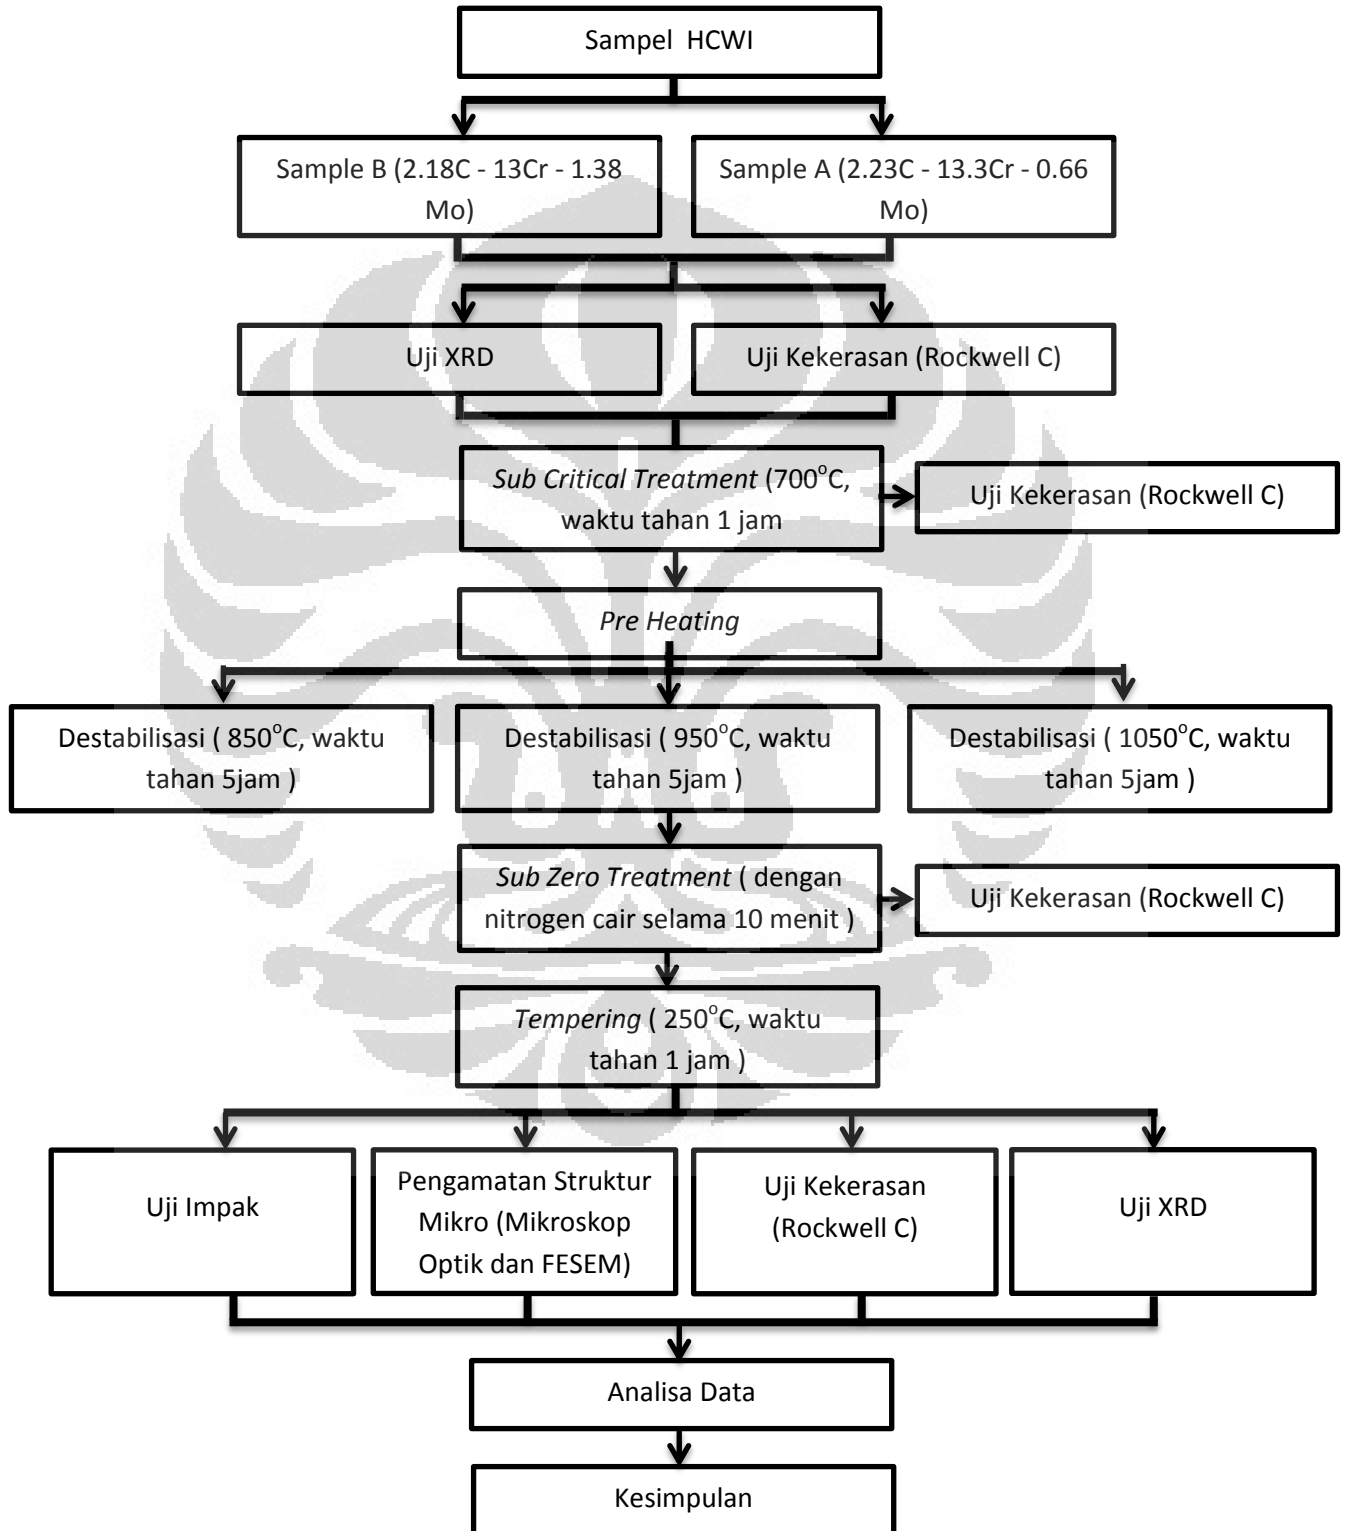 Sampel HCWI
Sample B (2.18C - 13Cr - 1.38
Mo)
Sample A (2.23C - 13.3Cr - 0.66
Mo)
Uji XRD
Uji Kekerasan (Rockwell C)
Sub Critical Treatment (700°C,
waktu tahan 1 jam
Uji Kekerasan (Rockwell C)
Pre Heating
Destabilisasi ( 850°C, waktu
tahan 5jam )
Destabilisasi ( 950°C, waktu
tahan 5jam )
Destabilisasi ( 1050°C, waktu
tahan 5jam )
Sub Zero Treatment ( dengan
nitrogen cair selama 10 menit )
Uji Kekerasan (Rockwell C)
Tempering ( 250°C, waktu
tahan 1 jam )
Uji Impak
Pengamatan Struktur
Mikro (Mikroskop
Optik dan FESEM)
Uji Kekerasan
(Rockwell C)
Uji XRD
Analisa Data
Kesimpulan